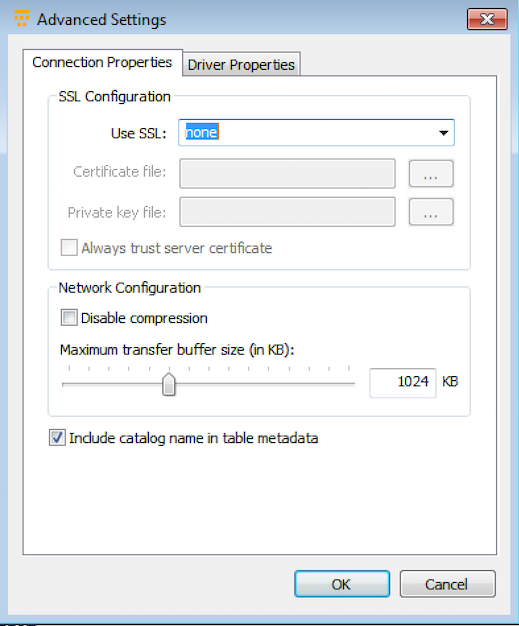 Advanced Settings
Connection Properties
Driver Properties
SSL Configuration
Use SSL: none
Certificate file:
...
Private key file:
...
Always trust server certificate
Network Configuration
Disable compression
Maximum transfer buffer size (in KB):
1024 KB
Include catalog name in table metadata
OK
Cancel